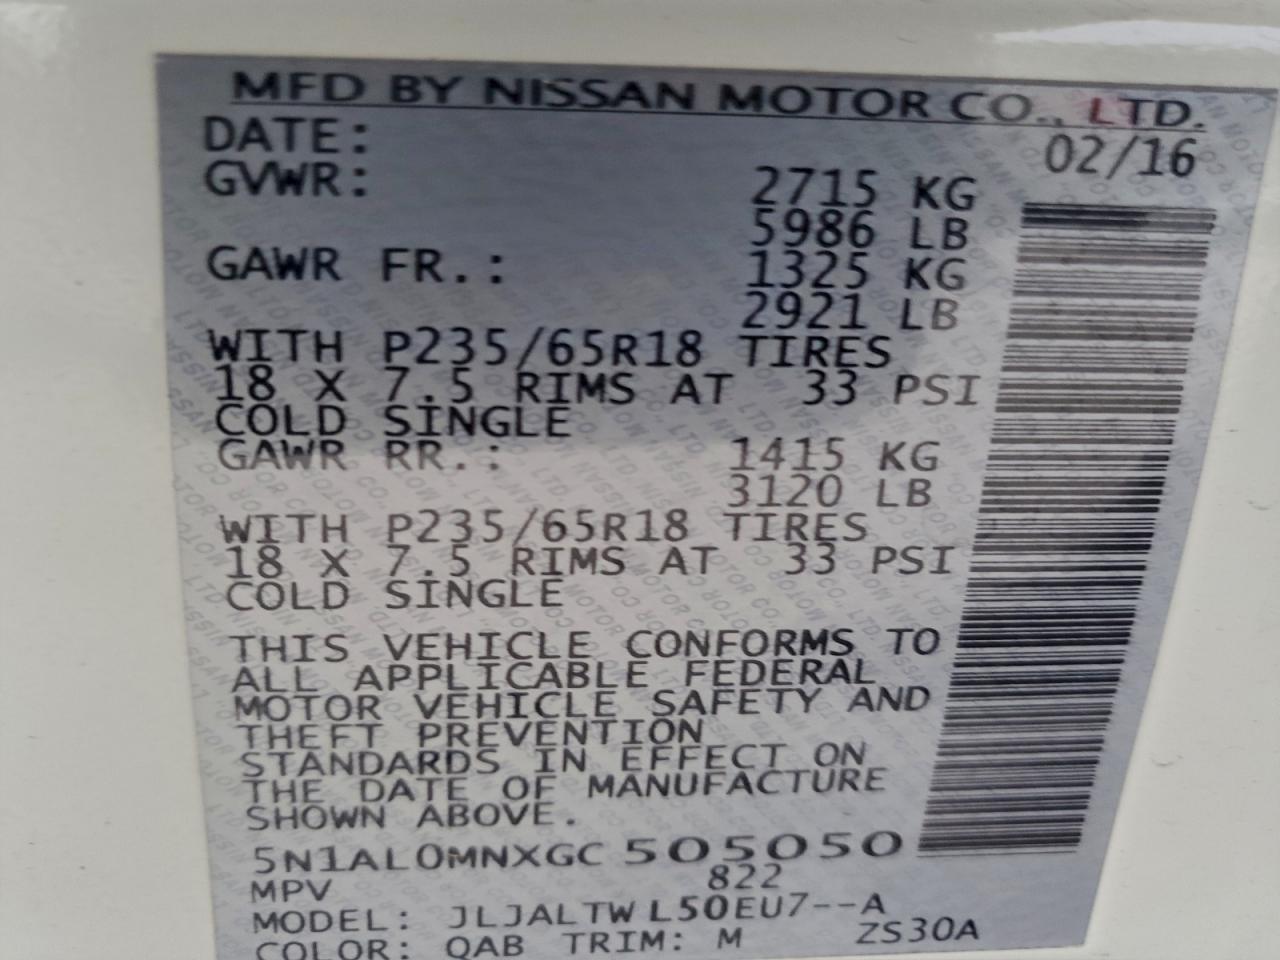 MFD BY NISSAN MOTOR CO., LTD.
DATE: 02/16
GVWR: 2715 KG
5986 LB
GAWR FR.: 1325 KG
2921 LB
WITH P235/65R18 TIRES
18 X 7.5 RIMS AT 33 PSI
COLD SINGLE
GAWR RR.: 1415 KG
3120 LB
WITH P235/65R18 TIRES
18 X 7.5 RIMS AT 33 PSI
COLD SINGLE
THIS VEHICLE CONFORMS TO
ALL APPLICABLE FEDERAL
MOTOR VEHICLE SAFETY AND
THEFT PREVENTION
STANDARDS IN EFFECT ON
THE DATE OF MANUFACTURE
SHOWN ABOVE.
5N1AL0MNXGC 505050
MPV 822
MODEL: JLJALTWL50EU7--A
COLOR: QAB TRIM: M ZS30A